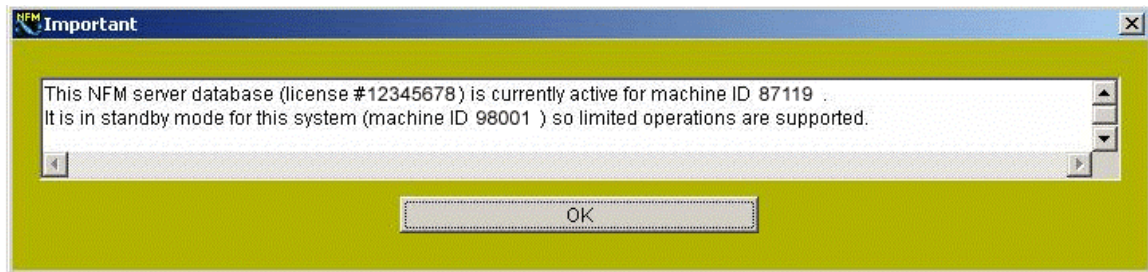 NFM Important
This NFM server database (license #12345678) is currently active for machine ID 87119 .
It is in standby mode for this system (machine ID 98001 ) so limited operations are supported.
OK